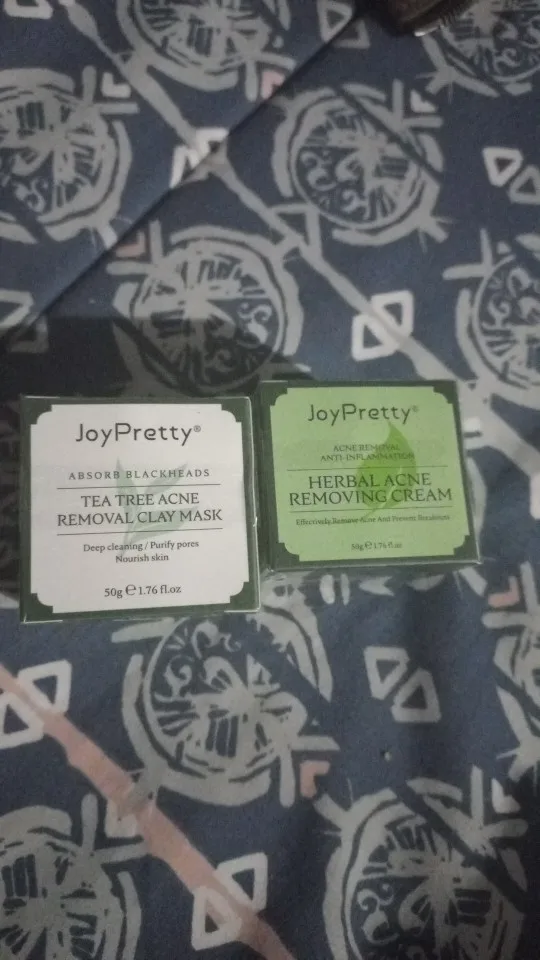 JoyPretty®
ABSORB BLACKHEADS
TEA TREE ACNE
REMOVAL CLAY MASK
Deep cleaning / Purify pores
Nourish skin
50g ℮ 1.76 fl.oz
JoyPretty®
ACNE REMOVAL
ANTI-INFLAMMATION
HERBAL ACNE
REMOVING CREAM
Effectively Remove Acne And Prevent Breakouts
50g ℮ 1.76 fl.oz